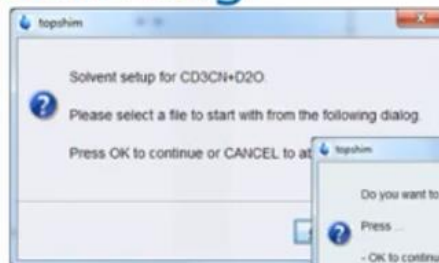 topshim
Solvent setup for CD3CN+D2O.
Please select a file to start with from the following dialog.
Press OK to continue or CANCEL to
topshim
Do you want to
Press ...
- OK to continue